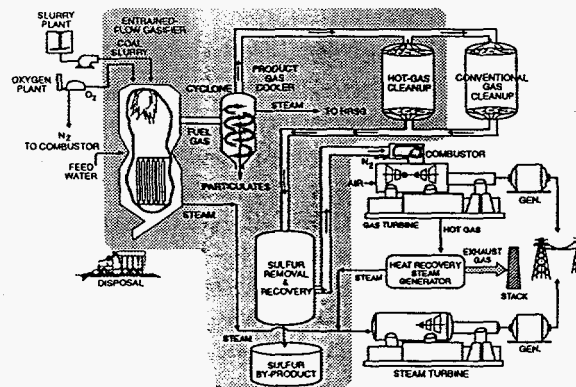 SLURRY
PLANT
ENTRAINED-
FLOW GASIFIER
COAL
SLURRY
OXYGEN
PLANT
O2
N2
TO COMBUSTOR
FEED
WATER
CYCLONE
PRODUCT
GAS
COOLER
STEAM
TO HRSG
FUEL
GAS
PARTICULATES
HOT-GAS
CLEANUP
CONVENTIONAL
GAS
CLEANUP
N2
COMBUSTOR
AIR
GAS TURBINE
GEN.
HOT GAS
STEAM
DISPOSAL
SULFUR
REMOVAL
&
RECOVERY
STEAM
HEAT RECOVERY
STEAM
GENERATOR
EXHAUST
GAS
STACK
STEAM
SULFUR
BY-PRODUCT
STEAM TURBINE
GEN.